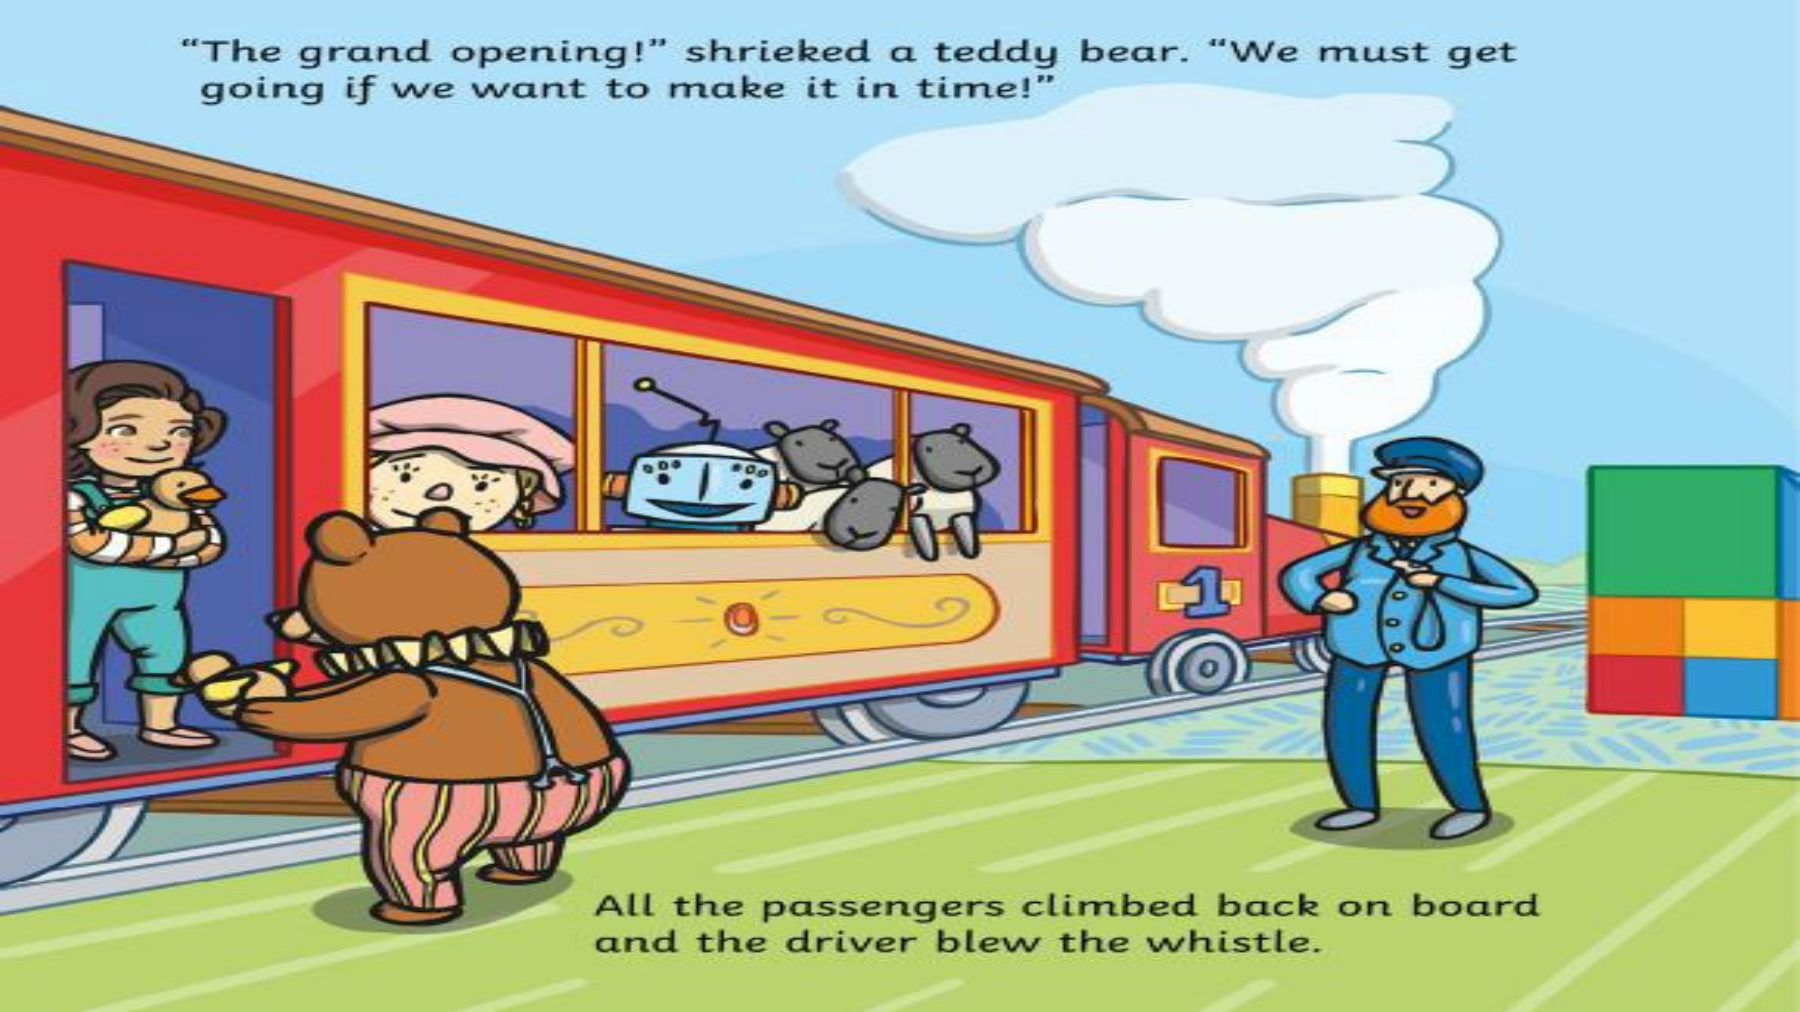 “The grand opening!” shrieked a teddy bear. “We must get
going if we want to make it in time!”
1
All the passengers climbed back on board
and the driver blew the whistle.